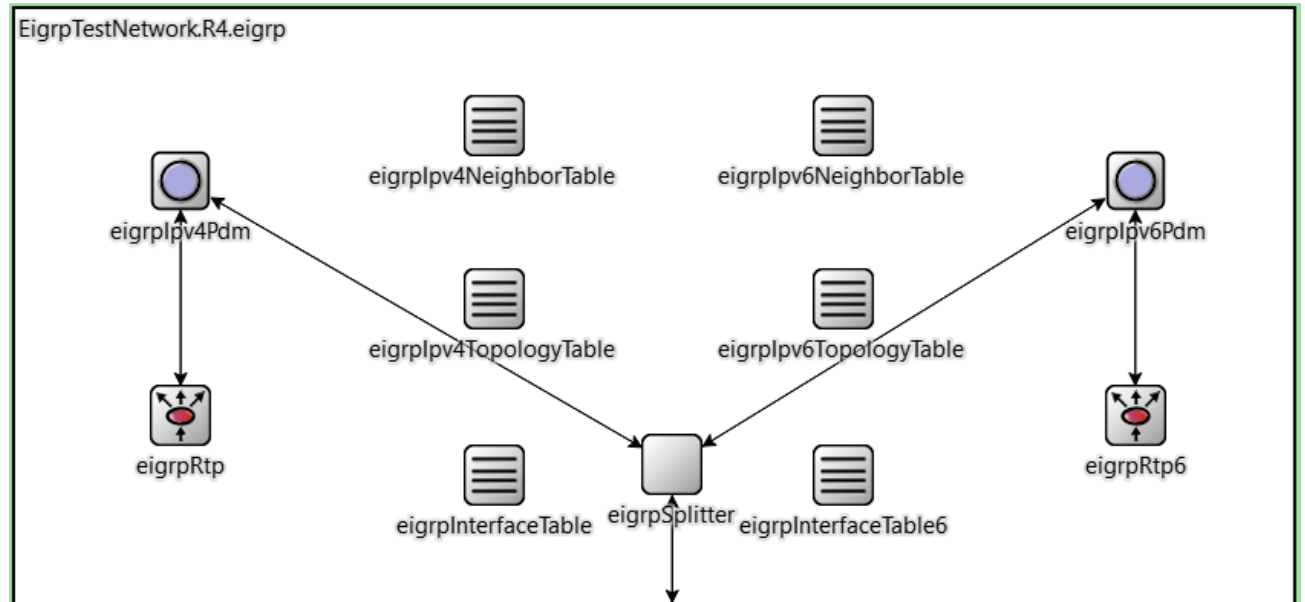 EigrpTestNetwork.R4.eigrp
eigrpIpv4NeighborTable
eigrpIpv6NeighborTable
eigrpIpv4Pdm
eigrpIpv6Pdm
eigrpIpv4TopologyTable
eigrpIpv6TopologyTable
eigrpRtp
eigrpRtp6
eigrpInterfaceTable
eigrpSplitter
eigrpInterfaceTable6